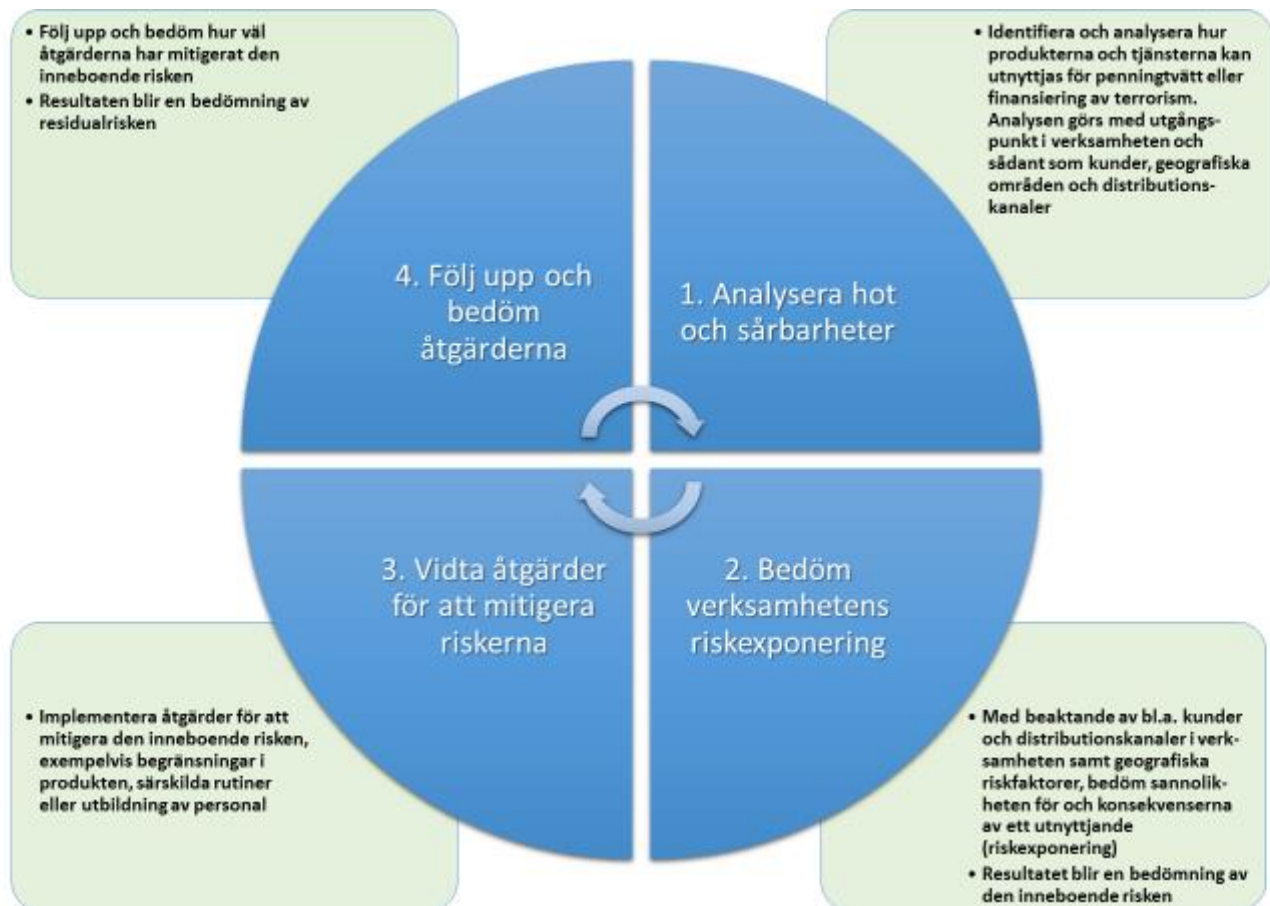 • Följ upp och bedöm hur väl
åtgärderna har mitigerat den
inneboende risken
• Resultaten blir en bedömning av
residualrisken
• Identifiera och analysera hur
produkterna och tjänsterna kan
utnyttjas för penningtvätt eller
finansiering av terrorism.
Analysen görs med utgångs-
punkt i verksamheten och
sådant som kunder, geografiska
områden och distributions-
kanaler
4. Följ upp och
bedöm
åtgärderna
1. Analysera hot
och sårbarheter
3. Vidta åtgärder
för att mitigera
riskerna
2. Bedöm
verksamhetens
riskexponering
• Implementera åtgärder för att
mitigera den inneboende risken,
exempelvis begränsningar i
produkten, särskilda rutiner
eller utbildning av personal
• Med beaktande av bl.a. kunder
och distributionskanaler i verk-
samheten samt geografiska
riskfaktorer, bedöm sannolik-
heten för och konsekvenserna
av ett utnyttjande
(riskexponering)
• Resultatet blir en bedömning av
den inneboende risken